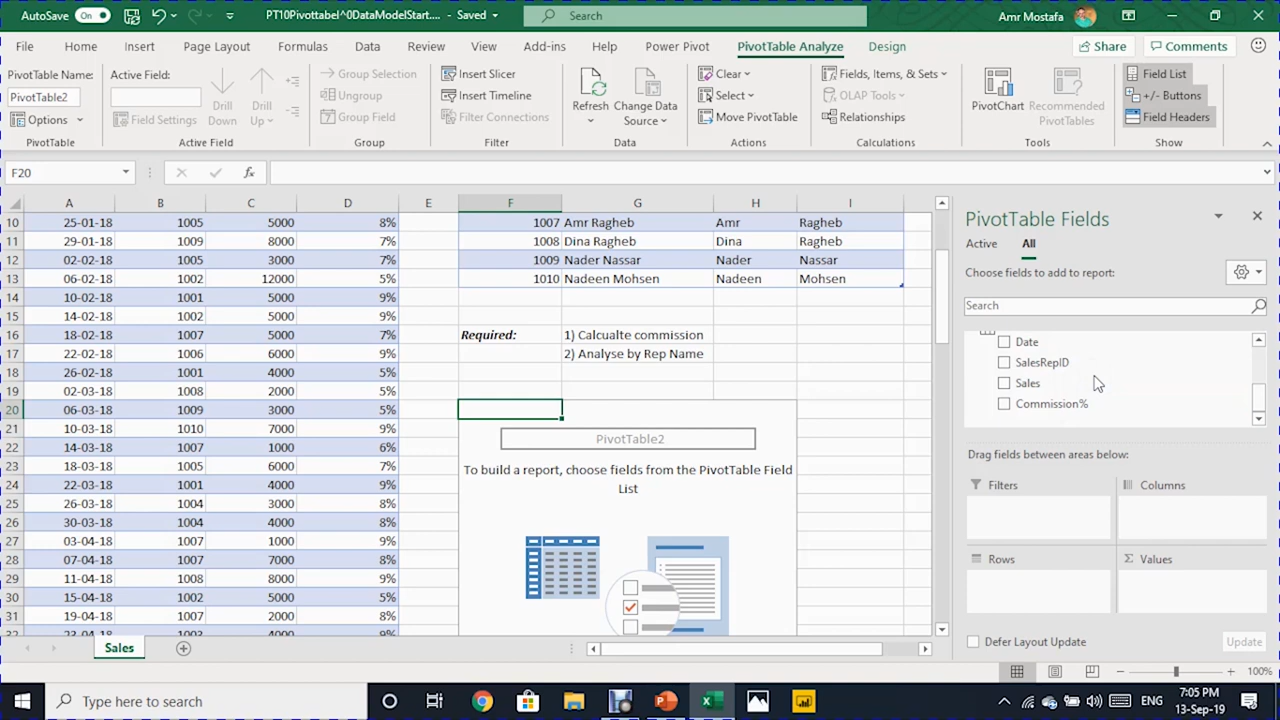 AutoSave On PT10Pivottabel^0DataModelStart.... - Saved Search Amr Mostafa
File Home Insert Page Layout Formulas Data Review View Add-ins Help Power Pivot PivotTable Analyze Design Share Comments
PivotTable Name:
PivotTable2
Options
PivotTable
Active Field:
Field Settings
Drill
Down
Drill
Up
Active Field
Group Selection
Ungroup
Group Field
Group
Insert Slicer
Insert Timeline
Filter Connections
Filter
Refresh
Change Data
Source
Data
Clear
Select
Move PivotTable
Actions
Fields, Items, & Sets
OLAP Tools
Relationships
Calculations
PivotChart
Recommended
PivotTables
Tools
Field List
+/- Buttons
Field Headers
Show
F20 fx
A B C D E F G H I
10 25-01-18 1005 5000 8% 1007 Amr Ragheb Amr Ragheb
11 29-01-18 1009 8000 7% 1008 Dina Ragheb Dina Ragheb
12 02-02-18 1005 3000 7% 1009 Nader Nassar Nader Nassar
13 06-02-18 1002 12000 5% 1010 Nadeen Mohsen Nadeen Mohsen
14 10-02-18 1001 5000 9%
15 14-02-18 1002 5000 9%
16 18-02-18 1007 5000 7% Required: 1) Calcualte commission
17 22-02-18 1006 6000 9% 2) Analyse by Rep Name
18 26-02-18 1001 4000 5%
19 02-03-18 1008 2000 5%
20 06-03-18 1009 3000 5%
21 10-03-18 1010 7000 9%
22 14-03-18 1007 1000 6%
23 18-03-18 1005 6000 7%
24 22-03-18 1001 4000 9%
25 26-03-18 1004 3000 8%
26 30-03-18 1004 4000 9%
27 03-04-18 1007 1000 9%
28 07-04-18 1007 7000 8%
29 11-04-18 1008 8000 9%
30 15-04-18 1002 5000 5%
31 19-04-18 1007 2000 8%
32 23-04-18 1003 4000 9%
PivotTable2
To build a report, choose fields from the PivotTable Field
List
PivotTable Fields
Active All
Choose fields to add to report:
Search
Date
SalesRepID
Sales
Commission%
Drag fields between areas below:
Filters Columns
Rows Σ Values
Defer Layout Update Update
Sales
100%
Type here to search
ENG
7:05 PM
13-Sep-19